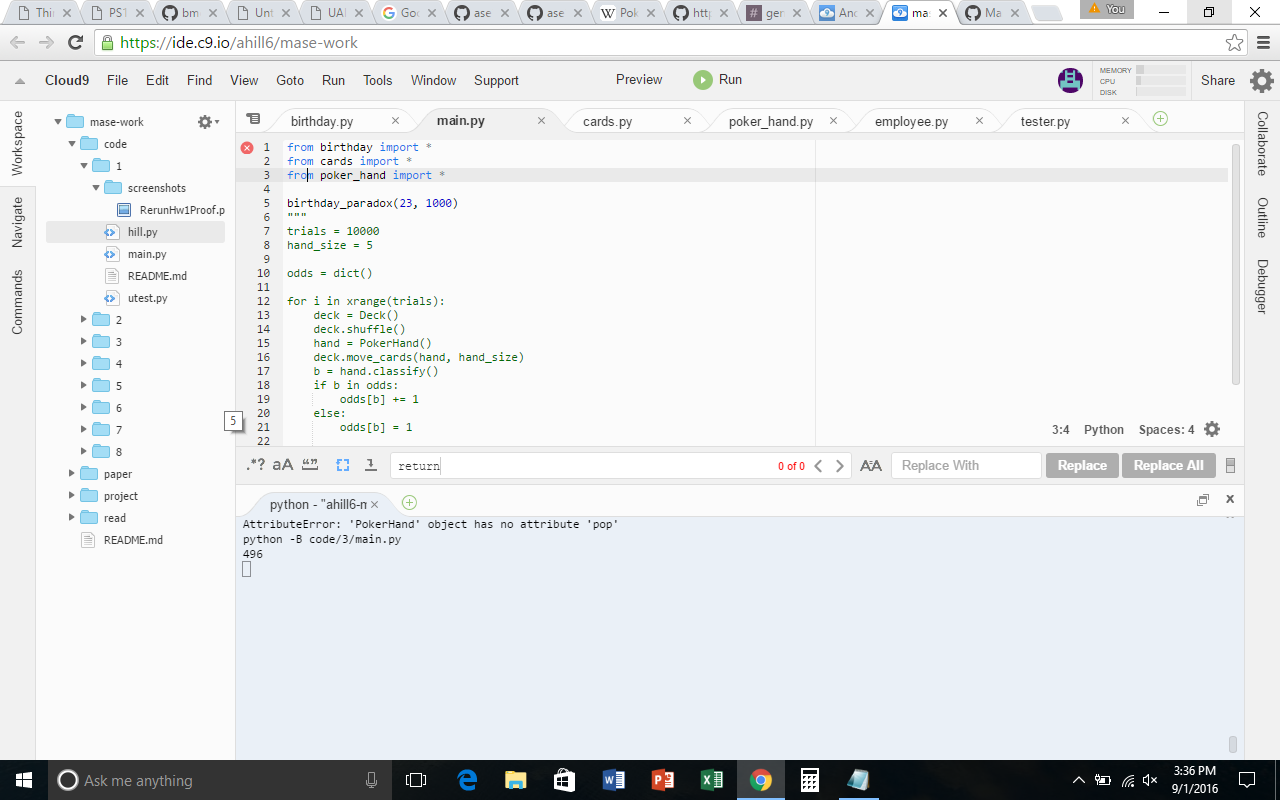 Thir
PS1
bm
Unt
UAI
Goo
ase
ase
Pok
http
ger
Anc
mas
Ma
You
https://ide.c9.io/ahill6/mase-work
Cloud9 File Edit Find View Goto Run Tools Window Support Preview Run MEMORY CPU DISK Share
Workspace
Navigate
Commands
mase-work
code
1
screenshots
RerunHw1Proof.p
hill.py
main.py
README.md
utest.py
2
3
4
5
6
7
8
paper
project
read
README.md
5
birthday.py main.py cards.py poker_hand.py employee.py tester.py
1 from birthday import *
2 from cards import *
3 from poker_hand import *
4
5 birthday_paradox(23, 1000)
6 """
7 trials = 10000
8 hand_size = 5
9
10 odds = dict()
11
12 for i in xrange(trials):
13 deck = Deck()
14 deck.shuffle()
15 hand = PokerHand()
16 deck.move_cards(hand, hand_size)
17 b = hand.classify()
18 if b in odds:
19 odds[b] += 1
20 else:
21 odds[b] = 1
22
3:4 Python Spaces: 4
.*? aA return 0 of 0 AA Replace With Replace Replace All
python - "ahill6-m
AttributeError: 'PokerHand' object has no attribute 'pop'
python -B code/3/main.py
496
Collaborate
Outline
Debugger
Ask me anything
3:36 PM
9/1/2016